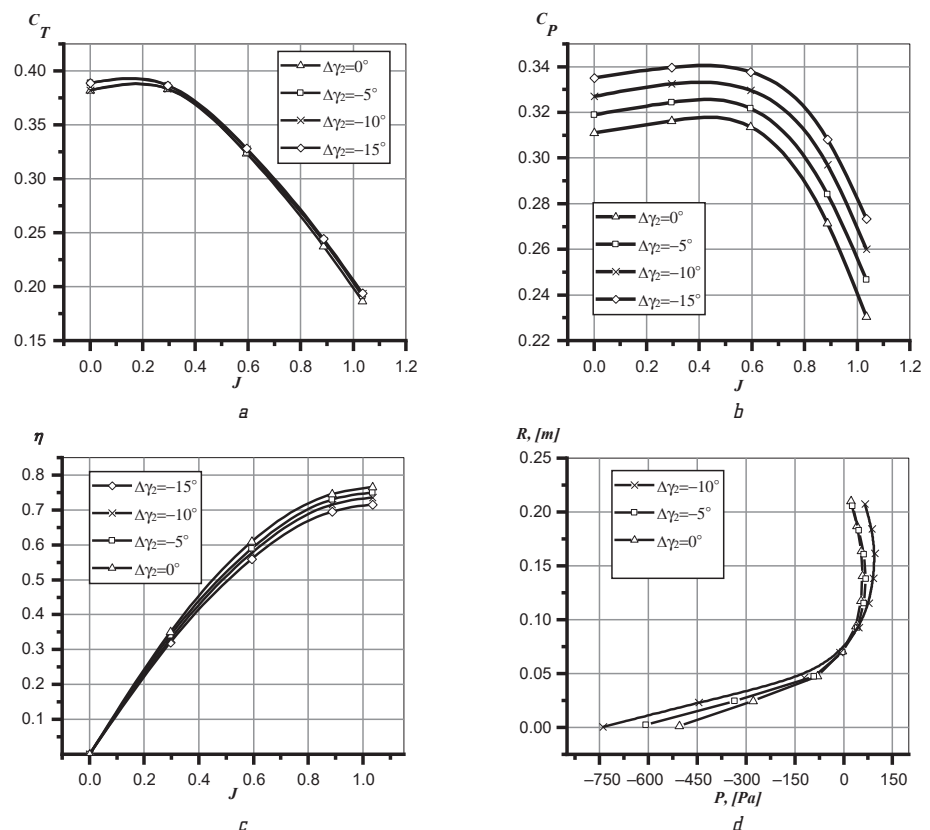 C_T
0.40
0.35
0.30
0.25
0.20
0.15
0.0 0.2 0.4 0.6 0.8 1.0 1.2
J
Δγ₂=0°
Δγ₂=−5°
Δγ₂=−10°
Δγ₂=−15°
a
C_P
0.34
0.32
0.30
0.28
0.26
0.24
0.22
0.0 0.2 0.4 0.6 0.8 1.0 1.2
J
Δγ₂=0°
Δγ₂=−5°
Δγ₂=−10°
Δγ₂=−15°
b
η
0.8
0.7
0.6
0.5
0.4
0.3
0.2
0.1
0.0 0.2 0.4 0.6 0.8 1.0
J
Δγ₂=−15°
Δγ₂=−10°
Δγ₂=−5°
Δγ₂=0°
c
R, [m]
0.25
0.20
0.15
0.10
0.05
0.00
−750 −600 −450 −300 −150 0 150
P, [Pa]
Δγ₂=−10°
Δγ₂=−5°
Δγ₂=0°
d